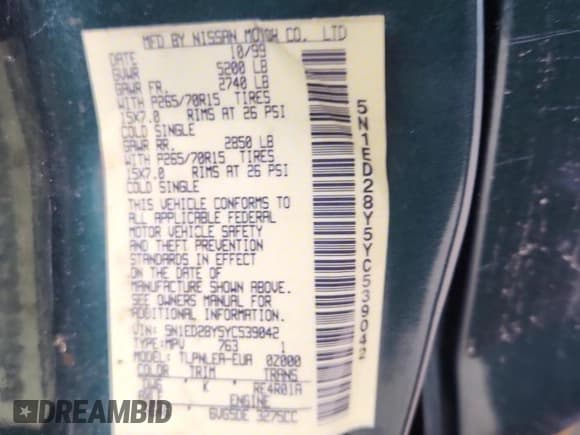 MFD BY NISSAN MOTOR CO. LTD
DATE 10/99
GVWR 5200 LB
GAWR FR. 2740 LB
WITH P265/70R15 TIRES
15X7.0 RIMS AT 26 PSI
COLD SINGLE
GAWR RR. 2850 LB
WITH P265/70R15 TIRES
15X7.0 RIMS AT 26 PSI
COLD SINGLE
THIS VEHICLE CONFORMS TO
ALL APPLICABLE FEDERAL
MOTOR VEHICLE SAFETY
AND THEFT PREVENTION
STANDARDS IN EFFECT
ON THE DATE OF
MANUFACTURE SHOWN ABOVE.
SEE OWNERS MANUAL FOR
ADDITIONAL INFORMATION.
VIN: 5N1ED28Y5YC539042
TYPE:MPV 763 1
MODEL: TLPNLEA-EUA 02000
COLOR TRIM TRANS
K RE4R01A
ENGINE
3275CC
5N1ED28Y5YC539042
DREAMBID